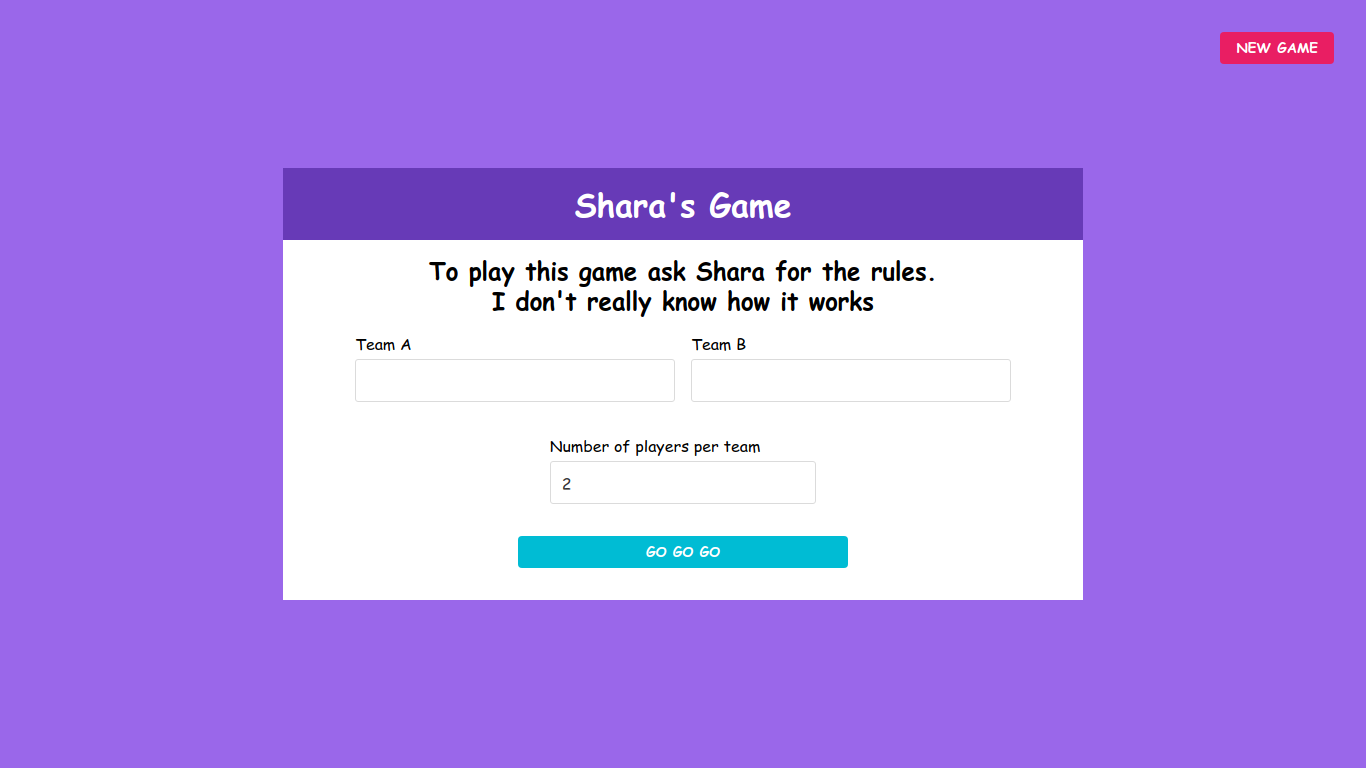 NEW GAME
Shara's Game
To play this game ask Shara for the rules.
I don't really know how it works
Team A
Team B
Number of players per team
2
GO GO GO